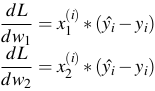 dL/dw₁ = x₁⁽ⁱ⁾ * (ŷᵢ − yᵢ)
dL/dw₂ = x₂⁽ⁱ⁾ * (ŷᵢ − yᵢ)